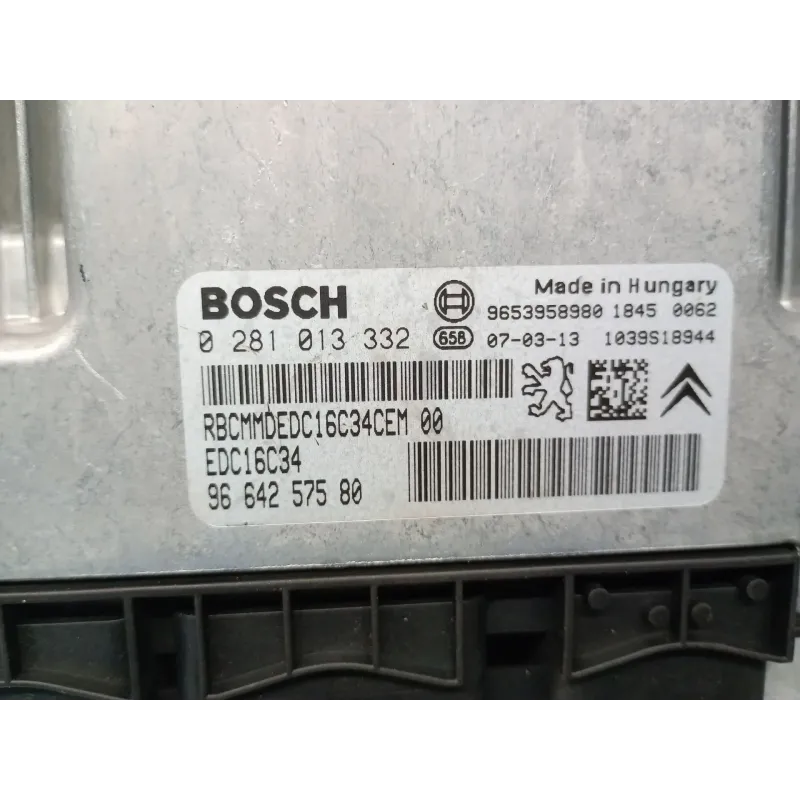 BOSCH
Made in Hungary
9653958980 1845 0062
0 281 013 332 658 07-03-13 1039S18944
RBCMMDEDC16C34CEM 00
EDC16C34
96 642 575 80